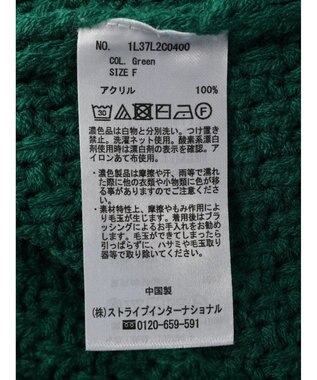 NO. 1L37L2C0400
COL. Green
SIZE F
アクリル 100%
30
F
濃色品は白物と分別洗い。つけ置き
禁止。洗濯ネット使用。酸素系漂白
剤使用時は漂白剤の表示を確認。ア
イロンあて布使用。
・濃色製品は摩擦や汗、雨等で濡れ
た際に他の衣類や小物類に色が移
る事がありますのでお避けください。
・素材特性上、摩擦やもみ作用によ
り毛玉が生じます。着用後はブラ
ッシングによるお手入れをお勧め
します。毛玉ができてしまったら
引っぱらずに、ハサミや毛玉取り
器等で取り除いてください。
中国製
(株)ストライプインターナショナル
0120-659-591